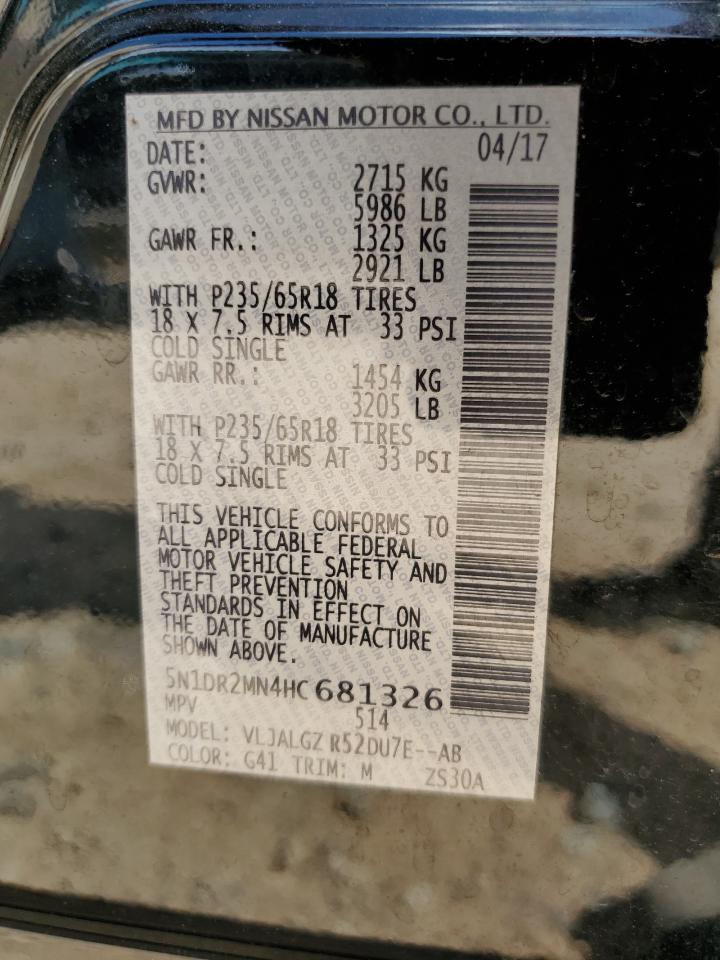 MFD BY NISSAN MOTOR CO., LTD.
DATE: 04/17
GVWR: 2715 KG
5986 LB
GAWR FR.: 1325 KG
2921 LB
WITH P235/65R18 TIRES
18 X 7.5 RIMS AT 33 PSI
COLD SINGLE
GAWR RR.: 1454 KG
3205 LB
WITH P235/65R18 TIRES
18 X 7.5 RIMS AT 33 PSI
COLD SINGLE
THIS VEHICLE CONFORMS TO
ALL APPLICABLE FEDERAL
MOTOR VEHICLE SAFETY AND
THEFT PREVENTION
STANDARDS IN EFFECT ON
THE DATE OF MANUFACTURE
SHOWN ABOVE.
5N1DR2MN4HC681326
MPV 514
MODEL: VLJALGZ R52DU7E--AB
COLOR: G41 TRIM: M ZS30A